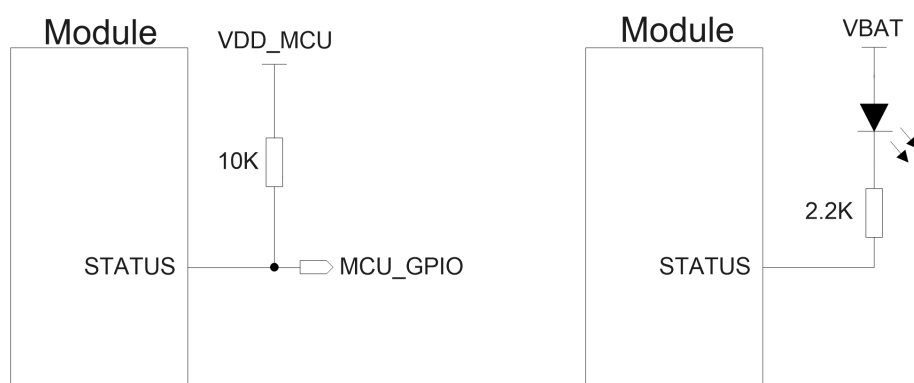 Module
VDD_MCU
10K
STATUS
MCU_GPIO
Module
VBAT
2.2K
STATUS